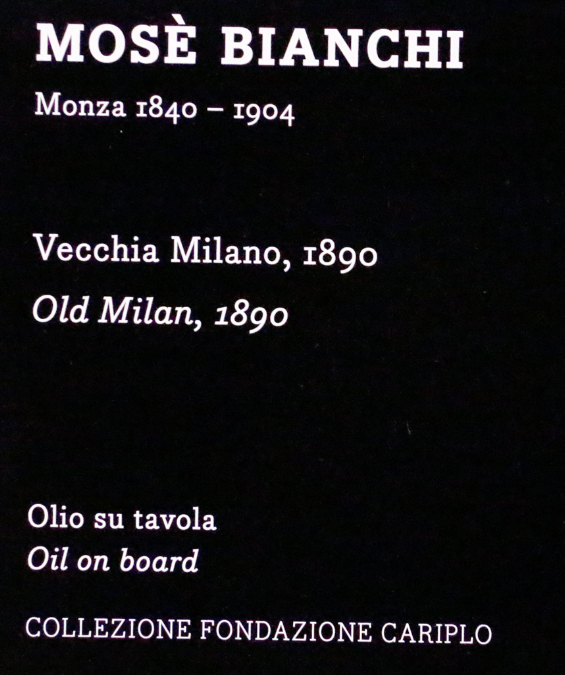 MOSÈ BIANCHI
Monza 1840 – 1904
Vecchia Milano, 1890
Old Milan, 1890
Olio su tavola
Oil on board
COLLEZIONE FONDAZIONE CARIPLO